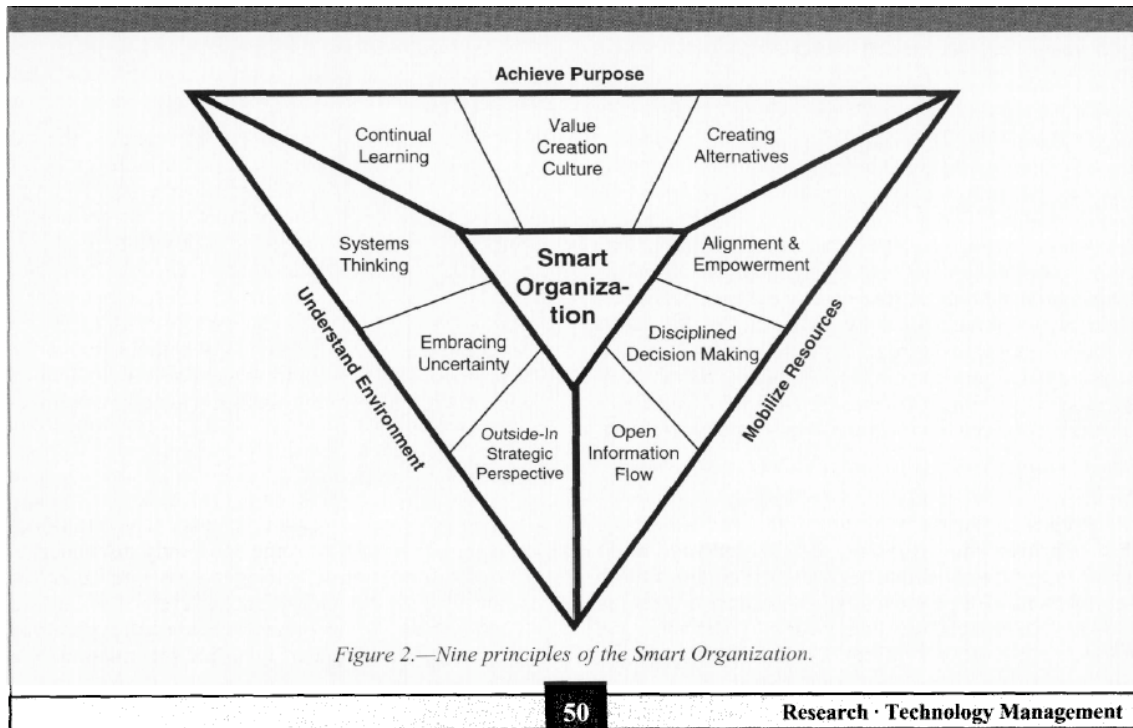 Achieve Purpose
Continual
Learning
Value
Creation
Culture
Creating
Alternatives
Systems
Thinking
Smart
Organiza-
tion
Alignment &
Empowerment
Understand Environment
Embracing
Uncertainty
Disciplined
Decision Making
Mobilize Resources
Outside-In
Strategic
Perspective
Open
Information
Flow
Figure 2.—Nine principles of the Smart Organization.
50
Research · Technology Management